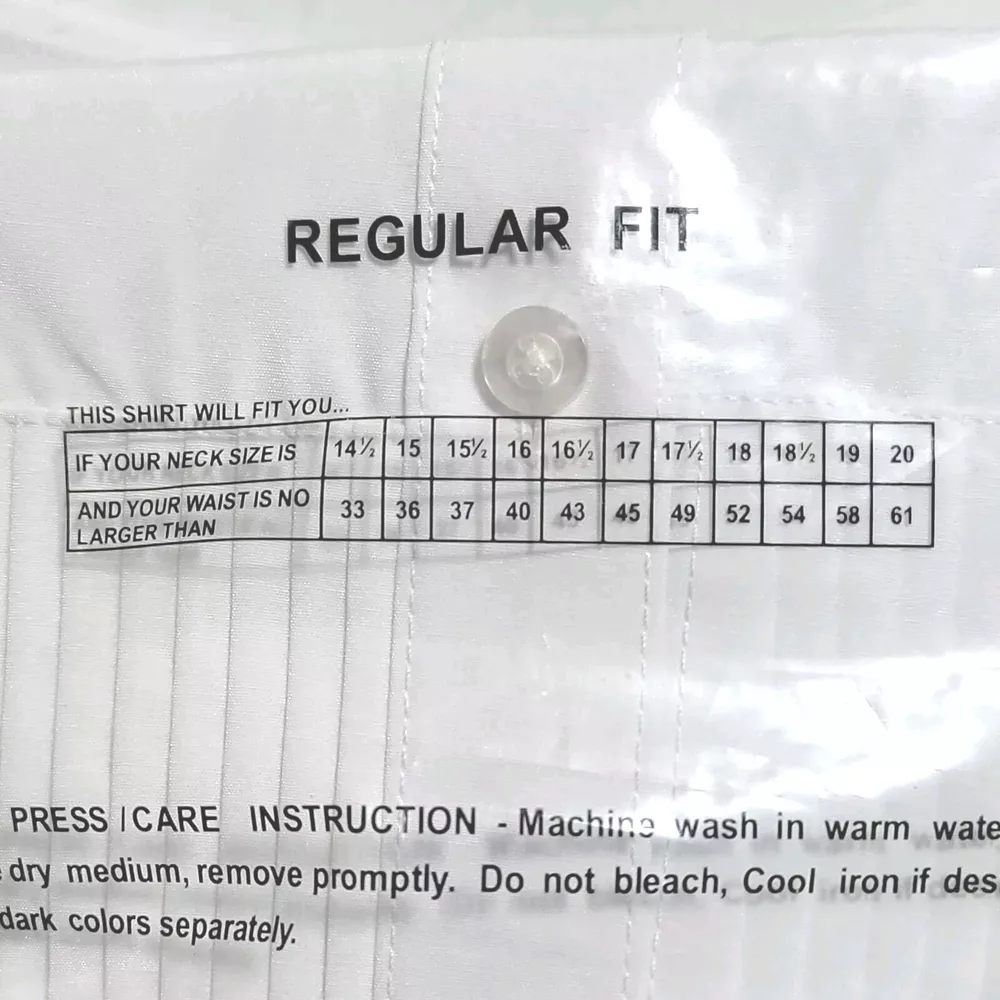 REGULAR FIT
THIS SHIRT WILL FIT YOU...
IF YOUR NECK SIZE IS 14½ 15 15½ 16 16½ 17 17½ 18 18½ 19 20
AND YOUR WAIST IS NO
LARGER THAN 33 36 37 40 43 45 49 52 54 58 61
PRESS / CARE INSTRUCTION - Machine wash in warm wate
dry medium, remove promptly. Do not bleach, Cool iron if des
dark colors separately.